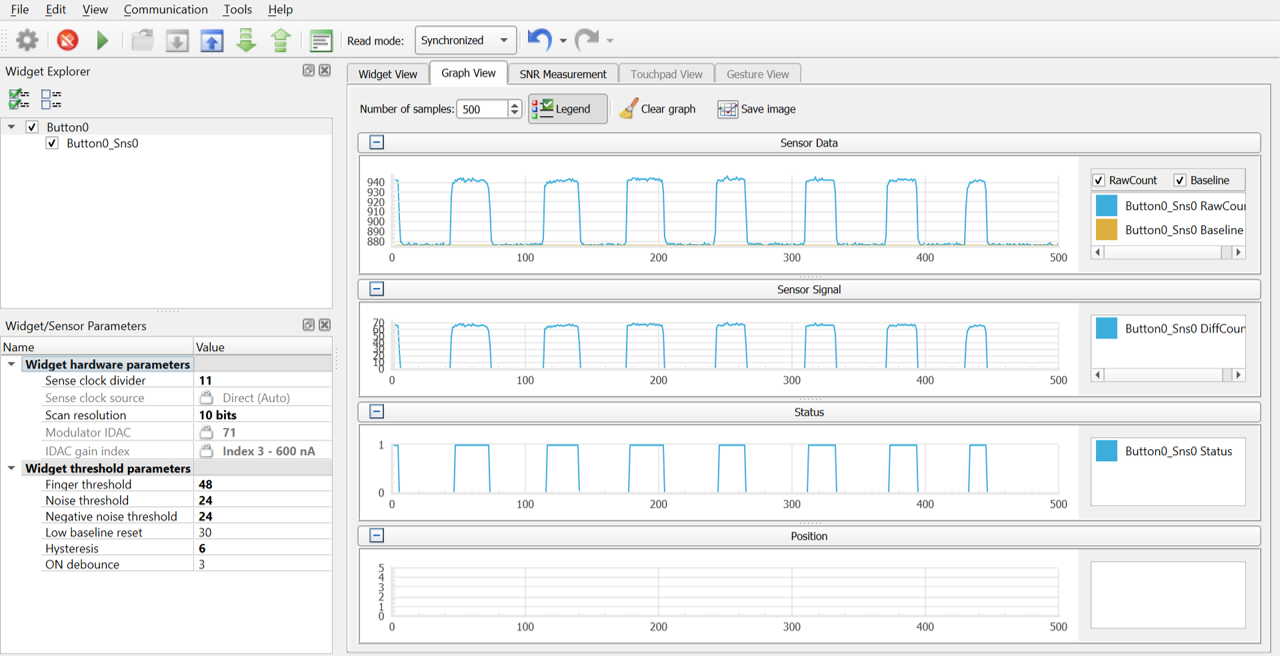 File Edit View Communication Tools Help
Read mode: Synchronized
Widget Explorer
Button0
Button0_Sns0
Widget/Sensor Parameters
Name Value
Widget hardware parameters
Sense clock divider 11
Sense clock source Direct (Auto)
Scan resolution 10 bits
Modulator IDAC 71
IDAC gain index Index 3 - 600 nA
Widget threshold parameters
Finger threshold 48
Noise threshold 24
Negative noise threshold 24
Low baseline reset 30
Hysteresis 6
ON debounce 3
Widget View Graph View SNR Measurement Touchpad View Gesture View
Number of samples: 500 Legend Clear graph Save image
Sensor Data
940
930
920
910
900
890
880
0 100 200 300 400 500
RawCount Baseline
Button0_Sns0 RawCou
Button0_Sns0 Baseline
Sensor Signal
70
60
50
40
30
20
10
0
0 100 200 300 400 500
Button0_Sns0 DiffCoun
Status
1
0
0 100 200 300 400 500
Button0_Sns0 Status
Position
5
4
3
2
1
0
0 100 200 300 400 500